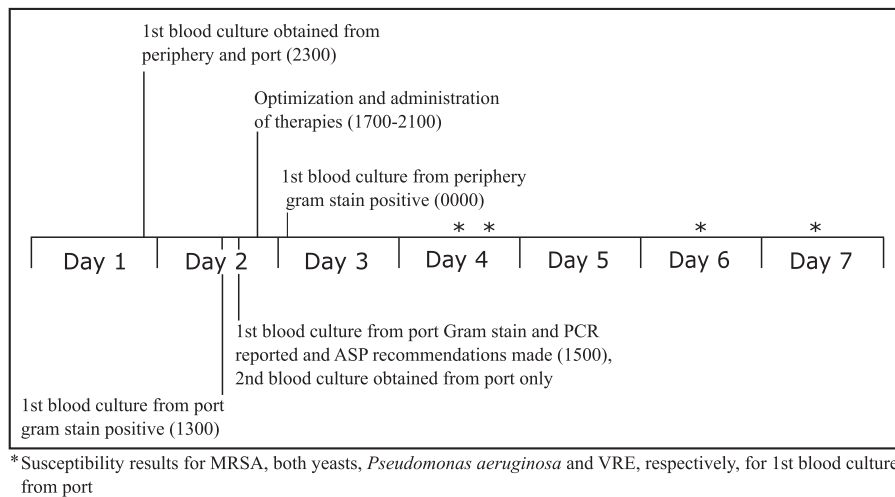 1st blood culture obtained from
periphery and port (2300)
Optimization and administration
of therapies (1700-2100)
1st blood culture from periphery
gram stain positive (0000)
* * * *
Day 1 Day 2 Day 3 Day 4 Day 5 Day 6 Day 7
1st blood culture from port Gram stain and PCR
reported and ASP recommendations made (1500),
2nd blood culture obtained from port only
1st blood culture from port
gram stain positive (1300)
*Susceptibility results for MRSA, both yeasts, Pseudomonas aeruginosa and VRE, respectively, for 1st blood culture
from port